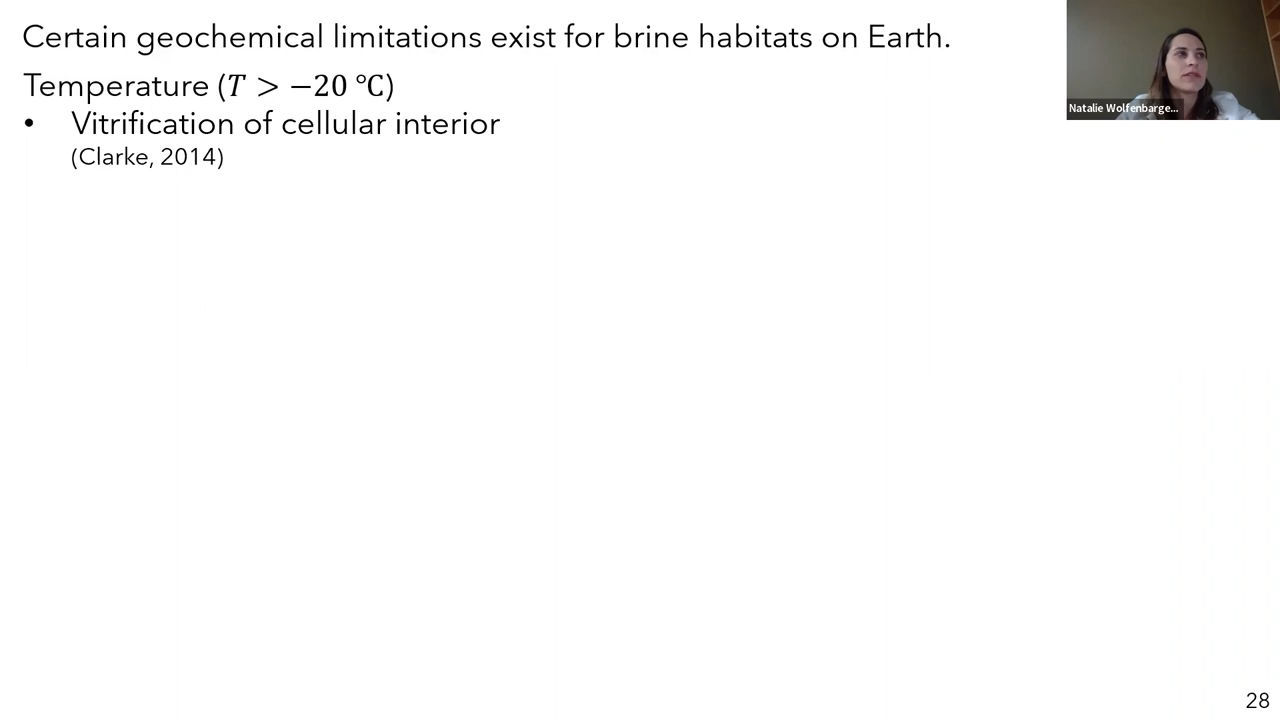 Certain geochemical limitations exist for brine habitats on Earth.
Temperature (T > −20 ℃)
• Vitrification of cellular interior
(Clarke, 2014)
Natalie Wolfenbarge...
28